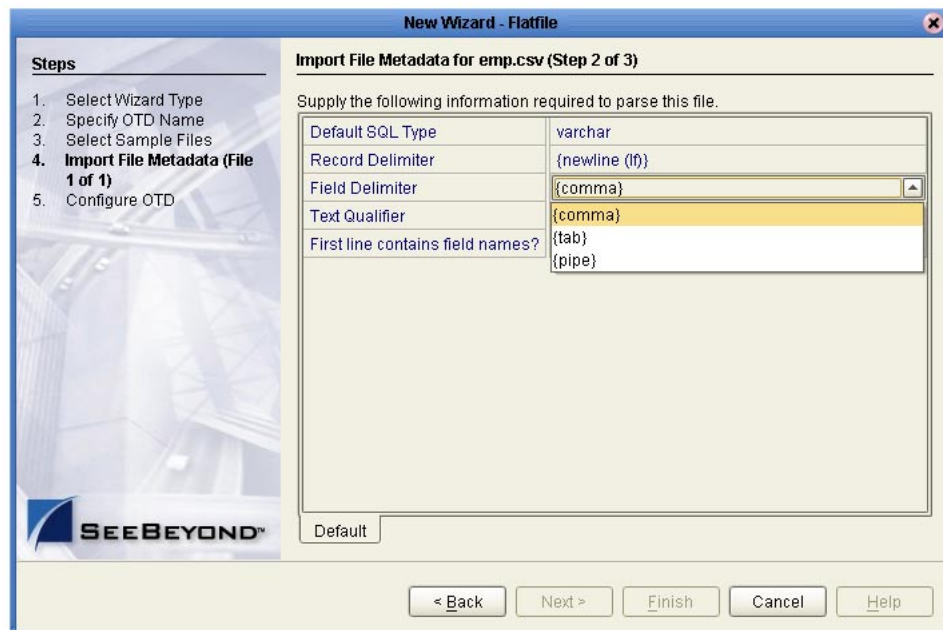 New Wizard - Flatfile
Steps
1. Select Wizard Type
2. Specify OTD Name
3. Select Sample Files
4. Import File Metadata (File
1 of 1)
5. Configure OTD
SEEBEYOND™
Import File Metadata for emp.csv (Step 2 of 3)
Supply the following information required to parse this file.
Default SQL Type varchar
Record Delimiter {newline (lf)}
Field Delimiter {comma}
Text Qualifier {comma}
{tab}
First line contains field names?
{pipe}
Default
< Back Next > Finish Cancel Help